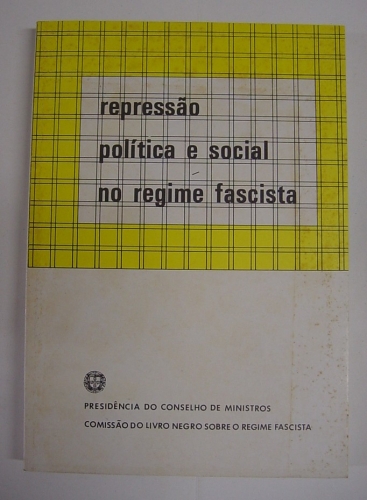 repressão
política e social
no regime fascista
PRESIDÊNCIA DO CONSELHO DE MINISTROS
COMISSÃO DO LIVRO NEGRO SOBRE O REGIME FASCISTA